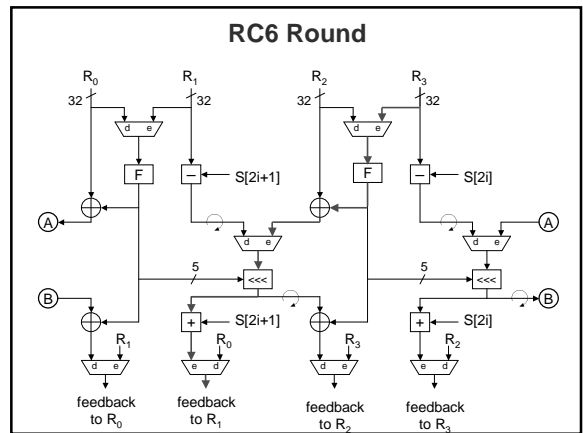 RC6 Round
R0 R1 R2 R3
32 32 32 32
d e d e
F F
− S[2i+1] − S[2i]
A A
d e d e
B 5 <<< 5 <<< B
+ S[2i+1] + S[2i]
R1 R0 R3 R2
d e e d d e e d
feedback feedback feedback feedback
to R0 to R1 to R2 to R3